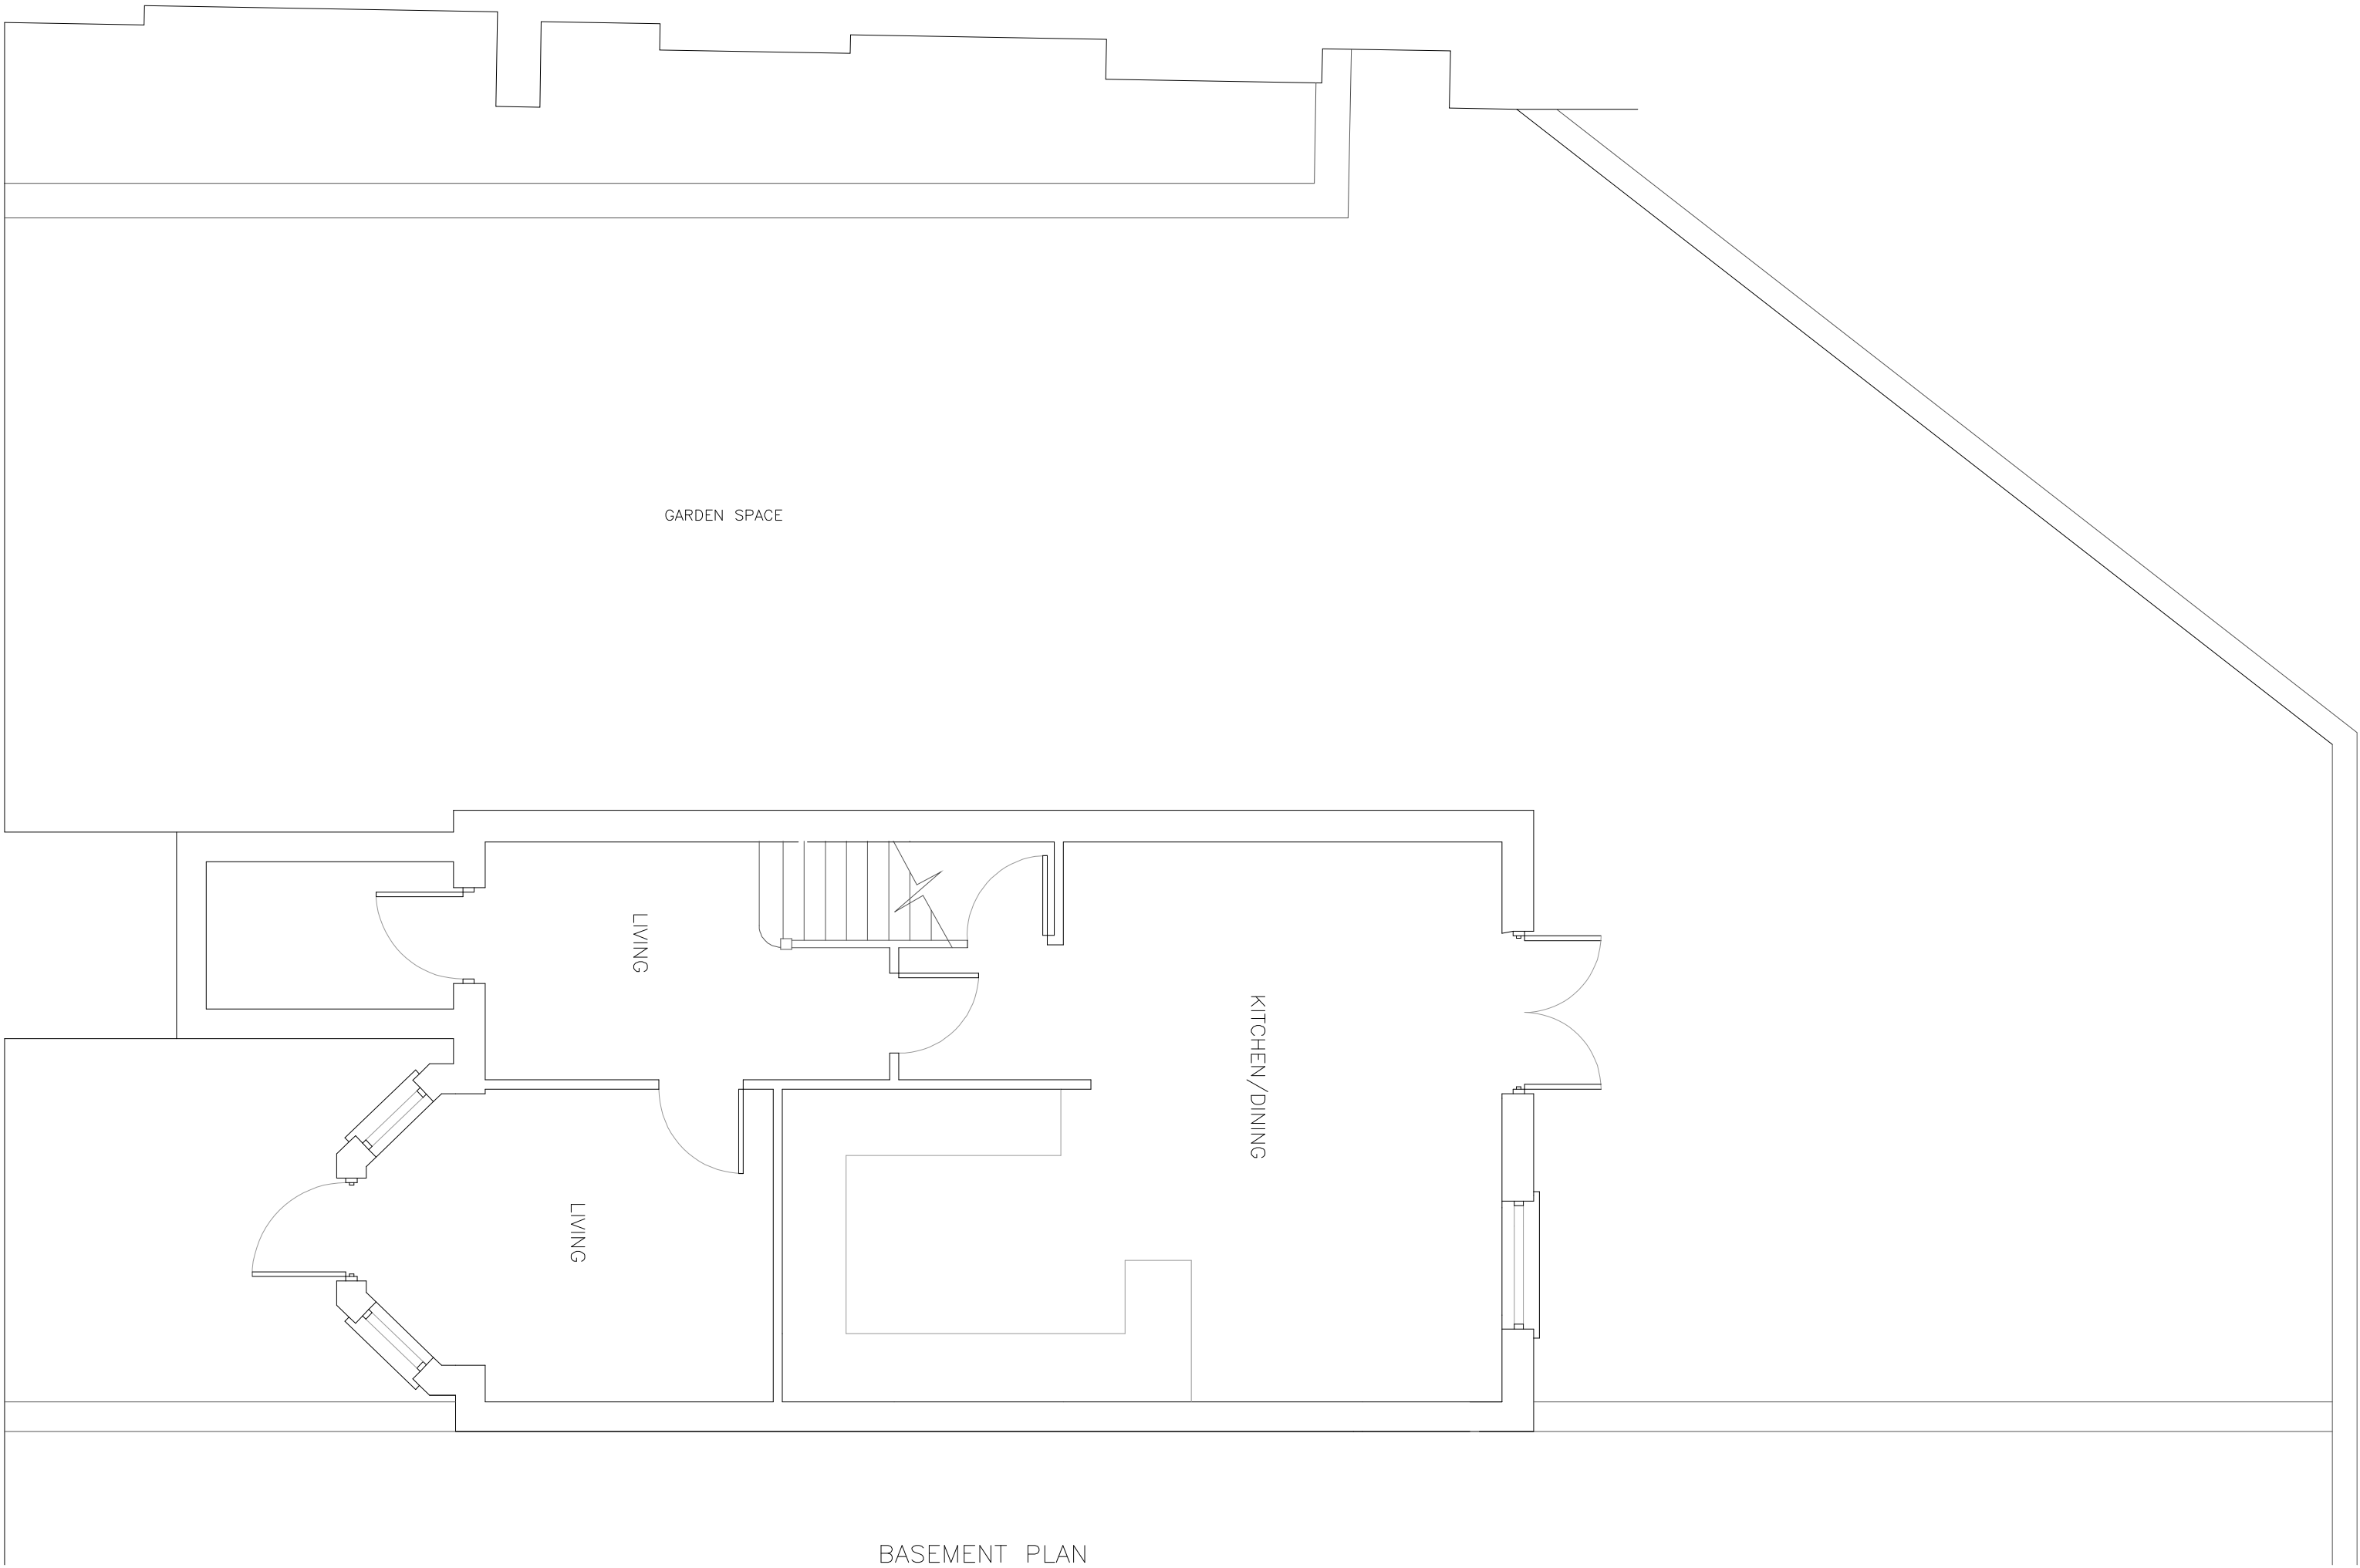 GARDEN SPACE
LIVING
KITCHEN/DINING
LIVING
BASEMENT PLAN